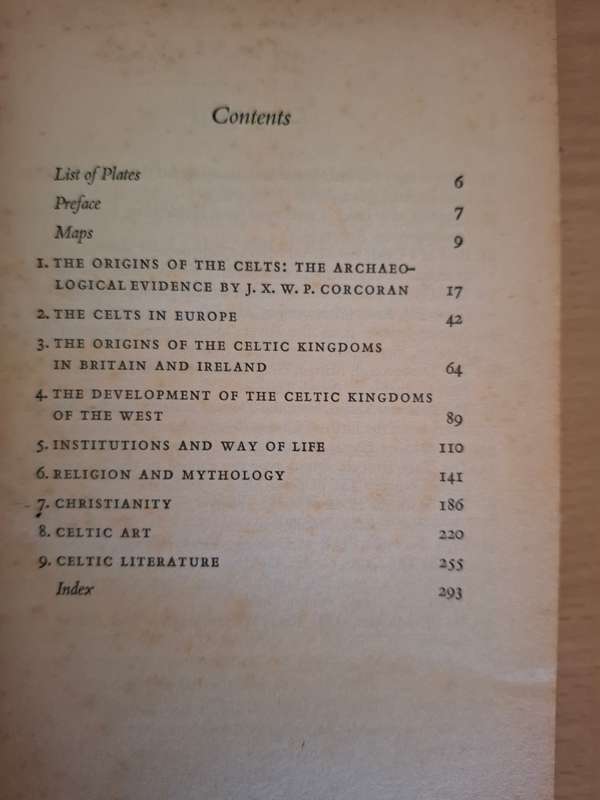 Contents
List of Plates 6
Preface 7
Maps 9
1. THE ORIGINS OF THE CELTS: THE ARCHAEO-
LOGICAL EVIDENCE BY J. X. W. P. CORCORAN 17
2. THE CELTS IN EUROPE 42
3. THE ORIGINS OF THE CELTIC KINGDOMS
IN BRITAIN AND IRELAND 64
4. THE DEVELOPMENT OF THE CELTIC KINGDOMS
OF THE WEST 89
5. INSTITUTIONS AND WAY OF LIFE 110
6. RELIGION AND MYTHOLOGY 141
7. CHRISTIANITY 186
8. CELTIC ART 220
9. CELTIC LITERATURE 255
Index 293